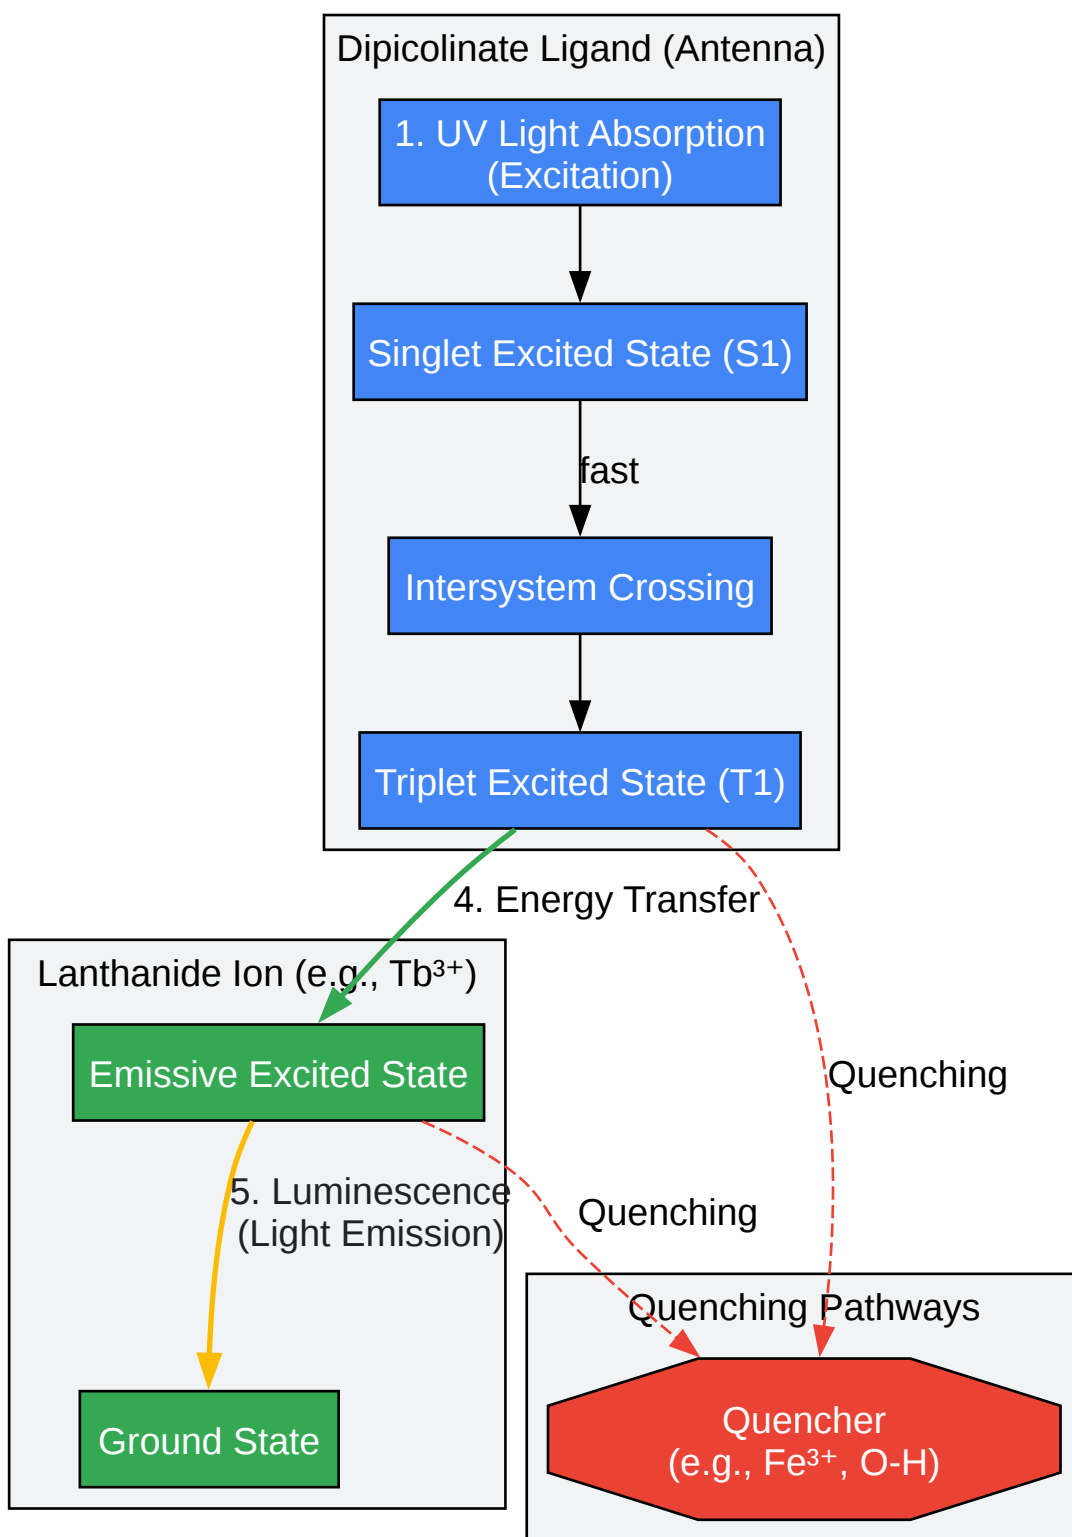 Dipicolinate Ligand (Antenna)
1. UV Light Absorption
(Excitation)
Singlet Excited State (S1)
fast
Intersystem Crossing
Triplet Excited State (T1)
4. Energy Transfer
Lanthanide Ion (e.g., Tb³⁺)
Emissive Excited State
Quenching
5. Luminescence
(Light Emission)
Quenching
Quenching Pathways
Ground State
Quencher
(e.g., Fe³⁺, O-H)